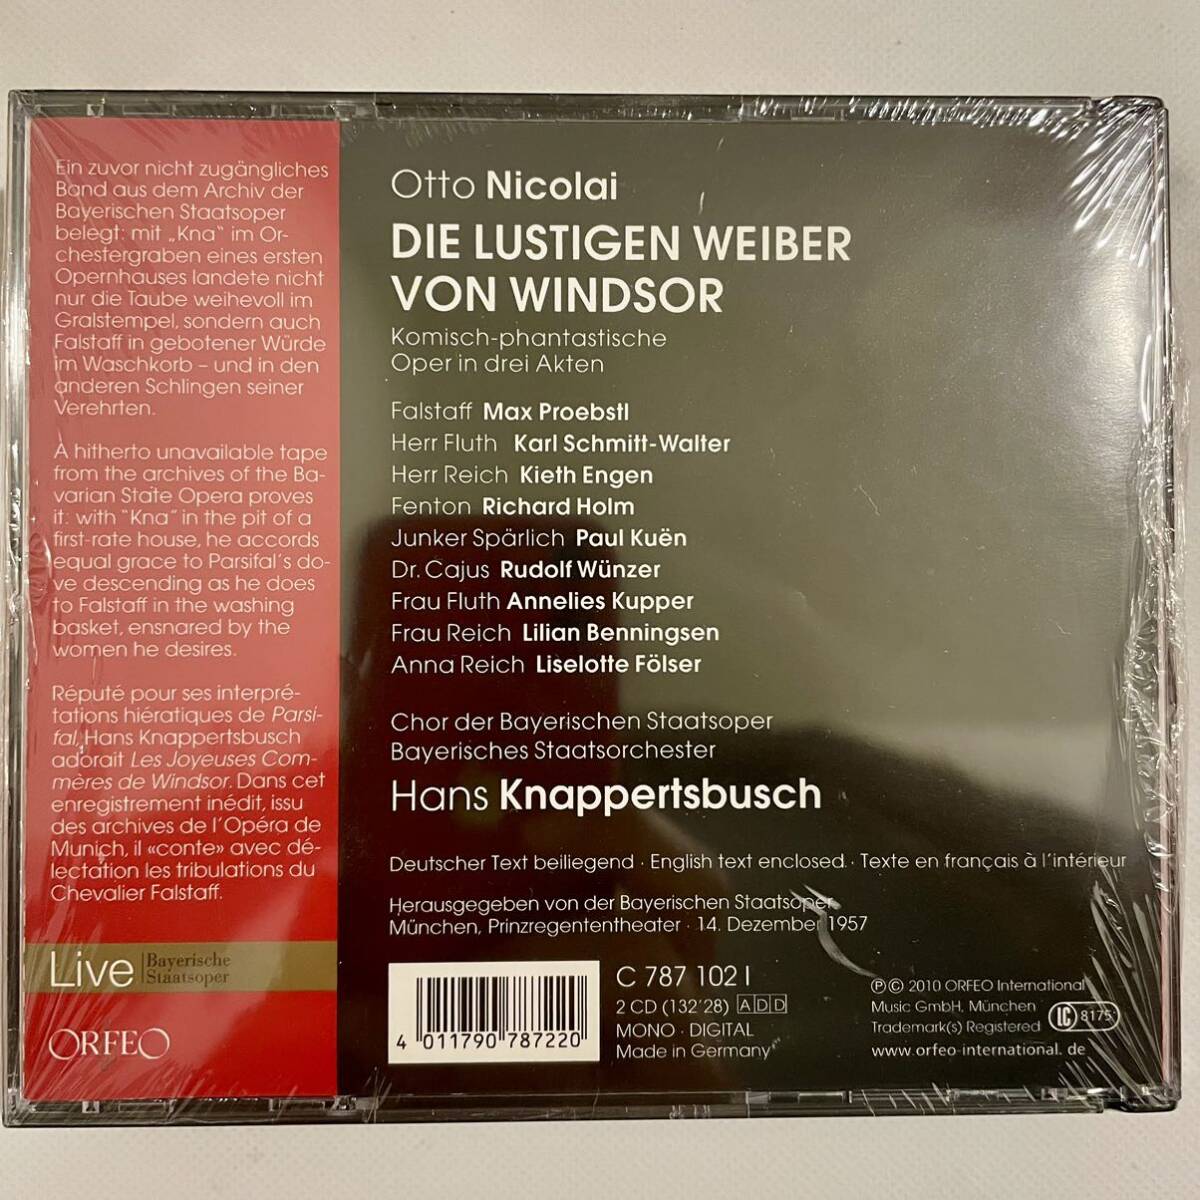 Ein zuvor nicht zugängliches
Band aus dem Archiv der
Bayerischen Staatsoper
belegt: mit „Kna“ im Or-
chestergraben eines ersten
Opernhauses landete nicht
nur die Taube weihevoll im
Gralstempel, sondern auch
Falstaff in gebotener Würde
im Waschkorb – und in den
anderen Schlingen seiner
Verehrten.
A hitherto unavailable tape
from the archives of the Ba-
varian State Opera proves
it: with “Kna” in the pit of a
first-rate house, he accords
equal grace to Parsifal's do-
ve descending as he does
to Falstaff in the washing
basket, ensnared by the
women he desires.
Réputé pour ses interpré-
tations hiératiques de Parsi-
fal, Hans Knappertsbusch
adorait Les Joyeuses Com-
mères de Windsor. Dans cet
enregistrement inédit, issu
des archives de l'Opéra de
Munich, il «conte» avec dé-
lectation les tribulations du
Chevalier Falstaff.
Live
Bayerische
Staatsoper
ORFEO
Otto Nicolai
DIE LUSTIGEN WEIBER
VON WINDSOR
Komisch-phantastische
Oper in drei Akten
Falstaff Max Proebstl
Herr Fluth Karl Schmitt-Walter
Herr Reich Kieth Engen
Fenton Richard Holm
Junker Spärlich Paul Kuën
Dr. Cajus Rudolf Wünzer
Frau Fluth Annelies Kupper
Frau Reich Lilian Benningsen
Anna Reich Liselotte Fölser
Chor der Bayerischen Staatsoper
Bayerisches Staatsorchester
Hans Knappertsbusch
Deutscher Text beiliegend · English text enclosed · Texte en français à l'intérieur
Herausgegeben von der Bayerischen Staatsoper
München, Prinzregententheater · 14. Dezember 1957
4 011790 787220
C 787 102 I
2 CD (132'28) ADD
MONO · DIGITAL
Made in Germany
℗© 2010 ORFEO International
Music GmbH, München
Trademark(s) Registered
LC 8175
www.orfeo-international.de